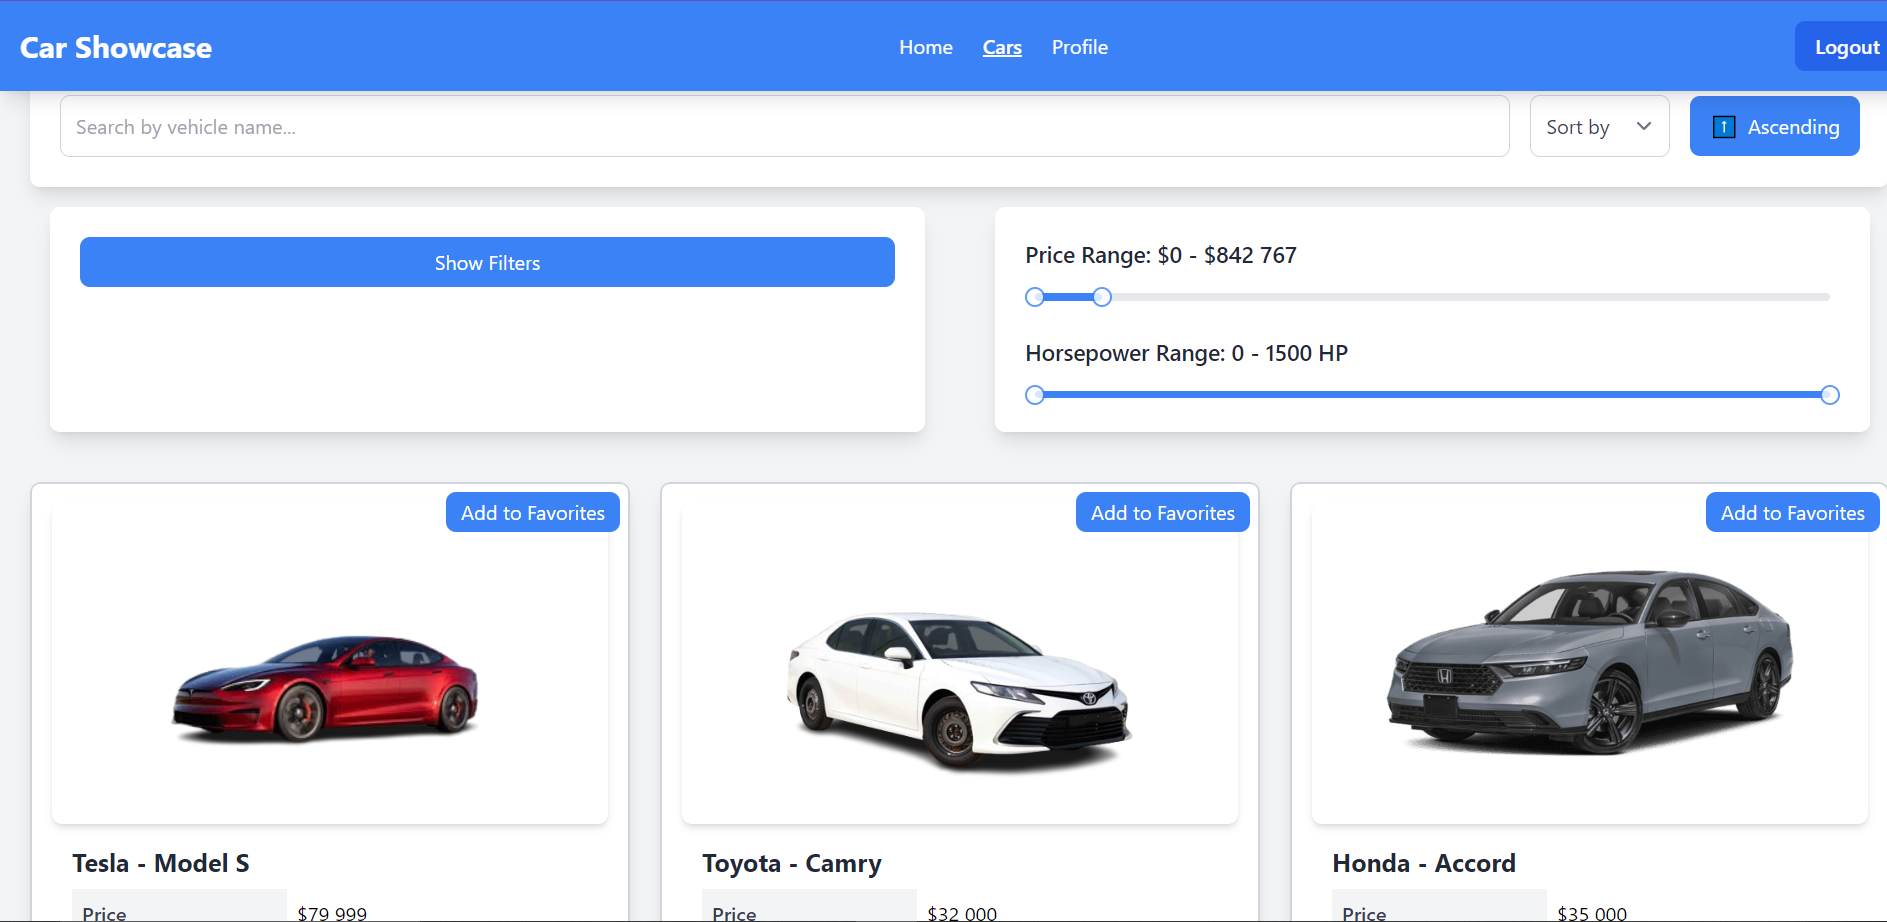 Car Showcase
Home Cars Profile
Logout
Search by vehicle name...
Sort by
↑ Ascending
Show Filters
Price Range: $0 - $842 767
Horsepower Range: 0 - 1500 HP
Add to Favorites
Add to Favorites
Add to Favorites
Tesla - Model S
Price $79 999
Toyota - Camry
Price $32 000
Honda - Accord
Price $35 000